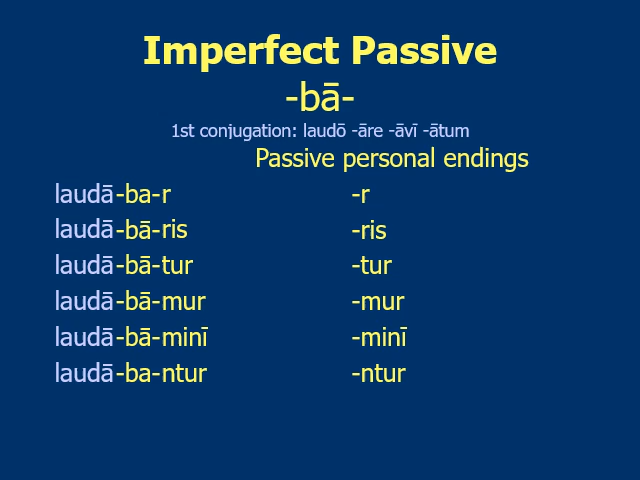 Imperfect Passive
-bā-
1st conjugation: laudō -āre -āvī -ātum
Passive personal endings
laudā-ba-r -r
laudā-bā-ris -ris
laudā-bā-tur -tur
laudā-bā-mur -mur
laudā-bā-minī -minī
laudā-ba-ntur -ntur